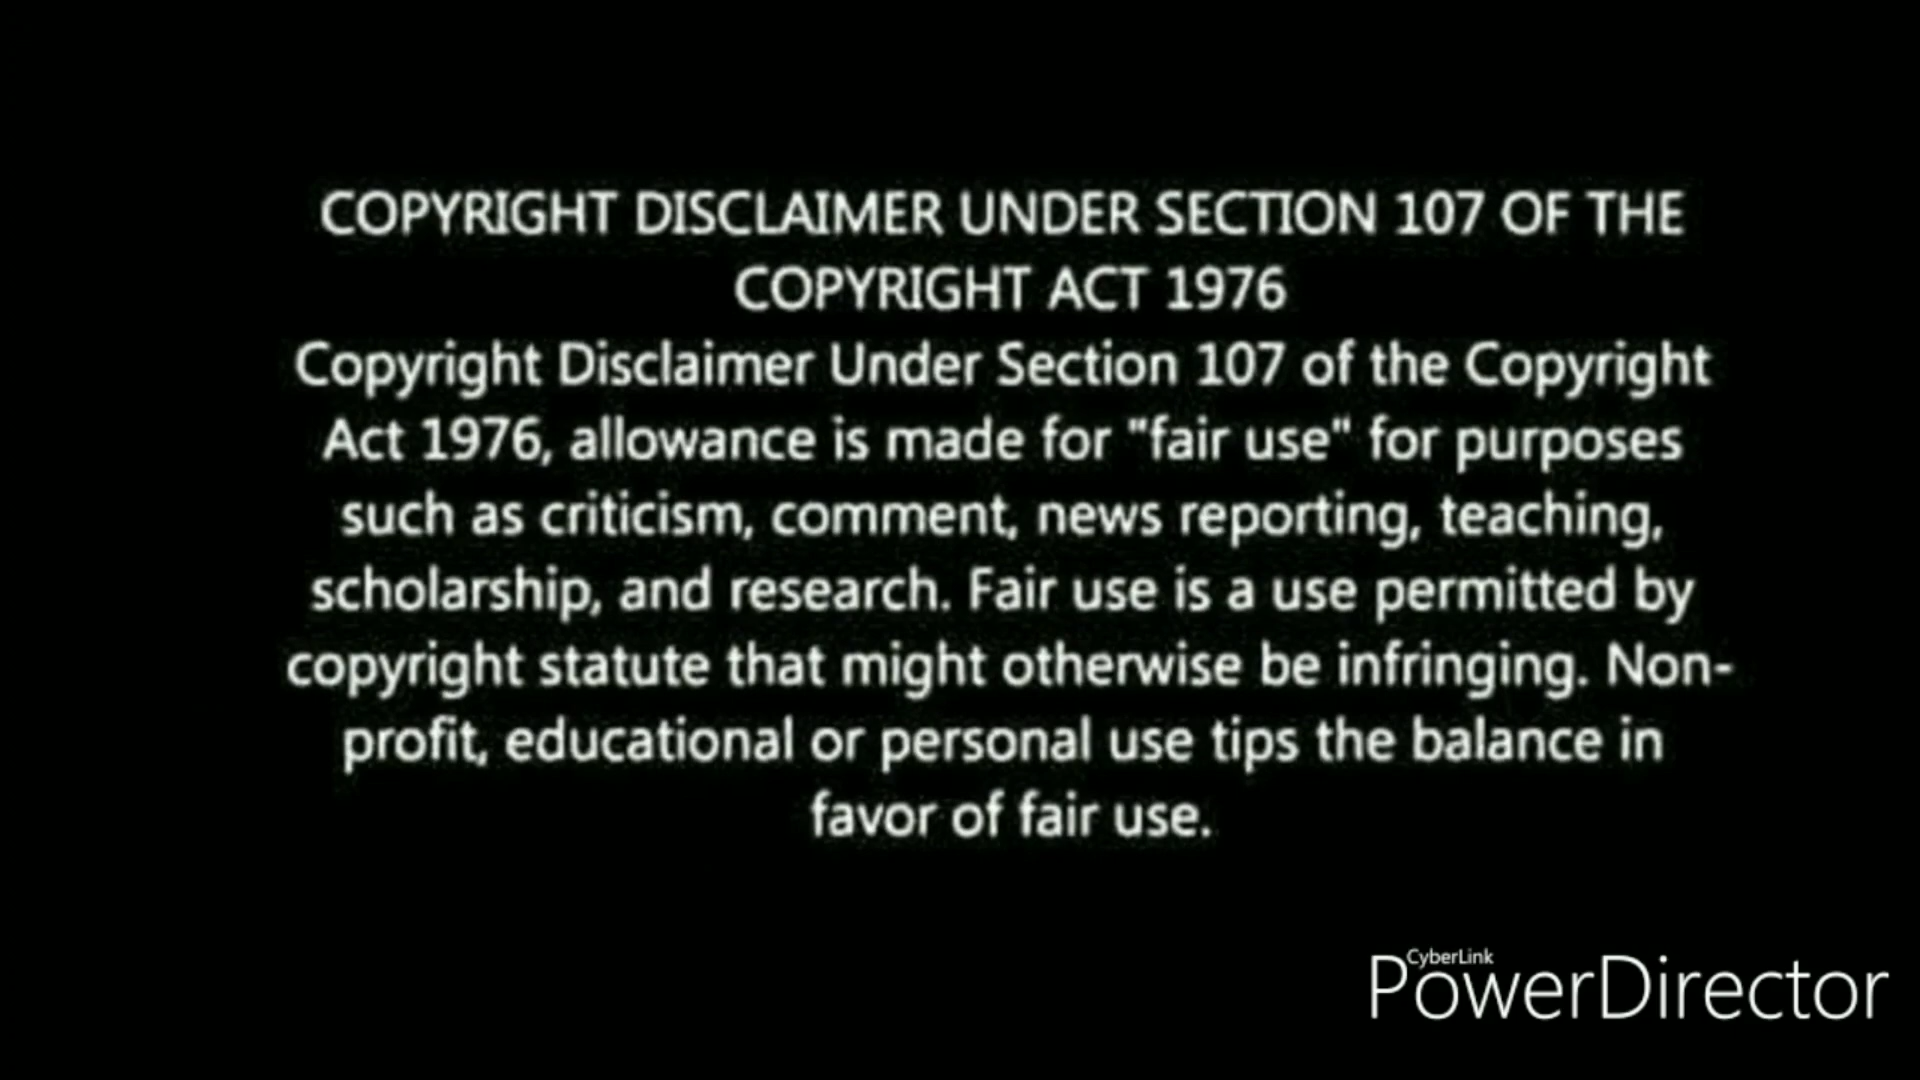 COPYRIGHT DISCLAIMER UNDER SECTION 107 OF THE
COPYRIGHT ACT 1976
Copyright Disclaimer Under Section 107 of the Copyright
Act 1976, allowance is made for "fair use" for purposes
such as criticism, comment, news reporting, teaching,
scholarship, and research. Fair use is a use permitted by
copyright statute that might otherwise be infringing. Non-
profit, educational or personal use tips the balance in
favor of fair use.
CyberLink
PowerDirector